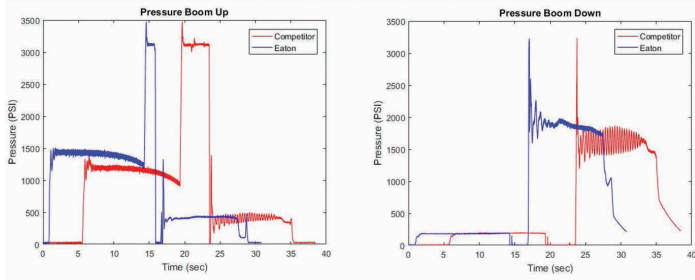 Pressure Boom Up
3500
3000
2500
2000
1500
1000
500
0
Pressure (PSI)
Competitor
Eaton
0 5 10 15 20 25 30 35 40
Time (sec)
Pressure Boom Down
3500
3000
2500
2000
1500
1000
500
0
Pressure (PSI)
Competitor
Eaton
0 5 10 15 20 25 30 35 40
Time (sec)